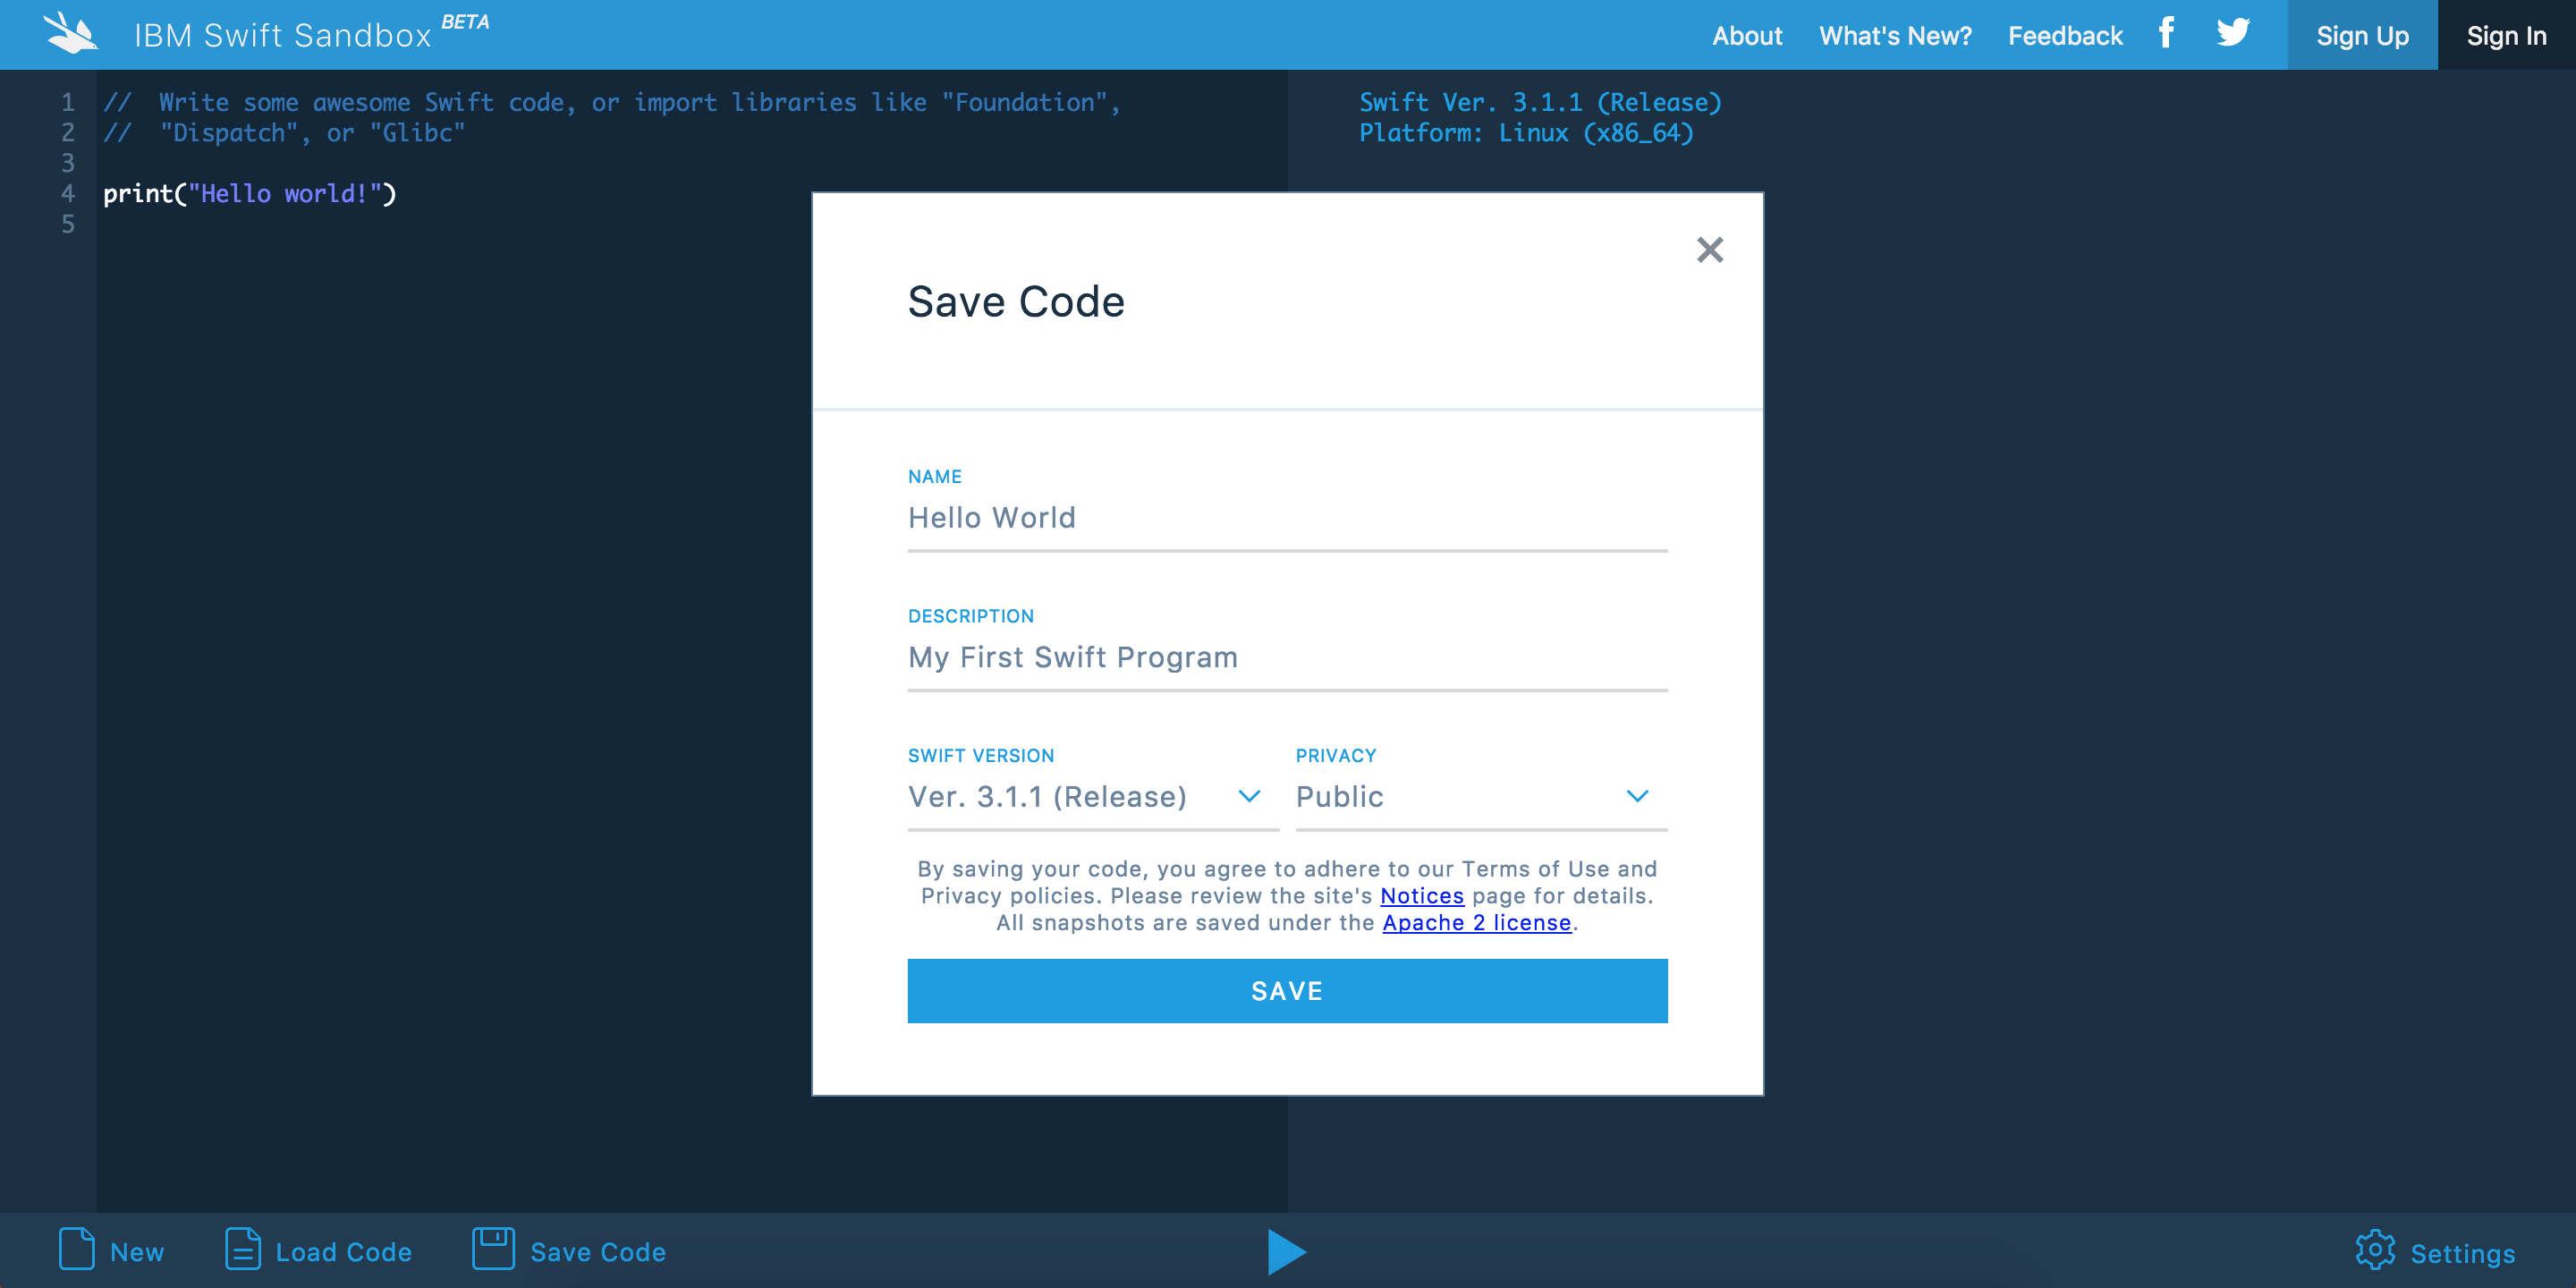 IBM Swift Sandbox BETA
About What's New? Feedback Sign Up Sign In
1 // Write some awesome Swift code, or import libraries like "Foundation",
2 // "Dispatch", or "Glibc"
3
4 print("Hello world!")
5
Swift Ver. 3.1.1 (Release)
Platform: Linux (x86_64)
Save Code
NAME
Hello World
DESCRIPTION
My First Swift Program
SWIFT VERSION PRIVACY
Ver. 3.1.1 (Release) Public
By saving your code, you agree to adhere to our Terms of Use and
Privacy policies. Please review the site's Notices page for details.
All snapshots are saved under the Apache 2 license.
SAVE
New Load Code Save Code Settings